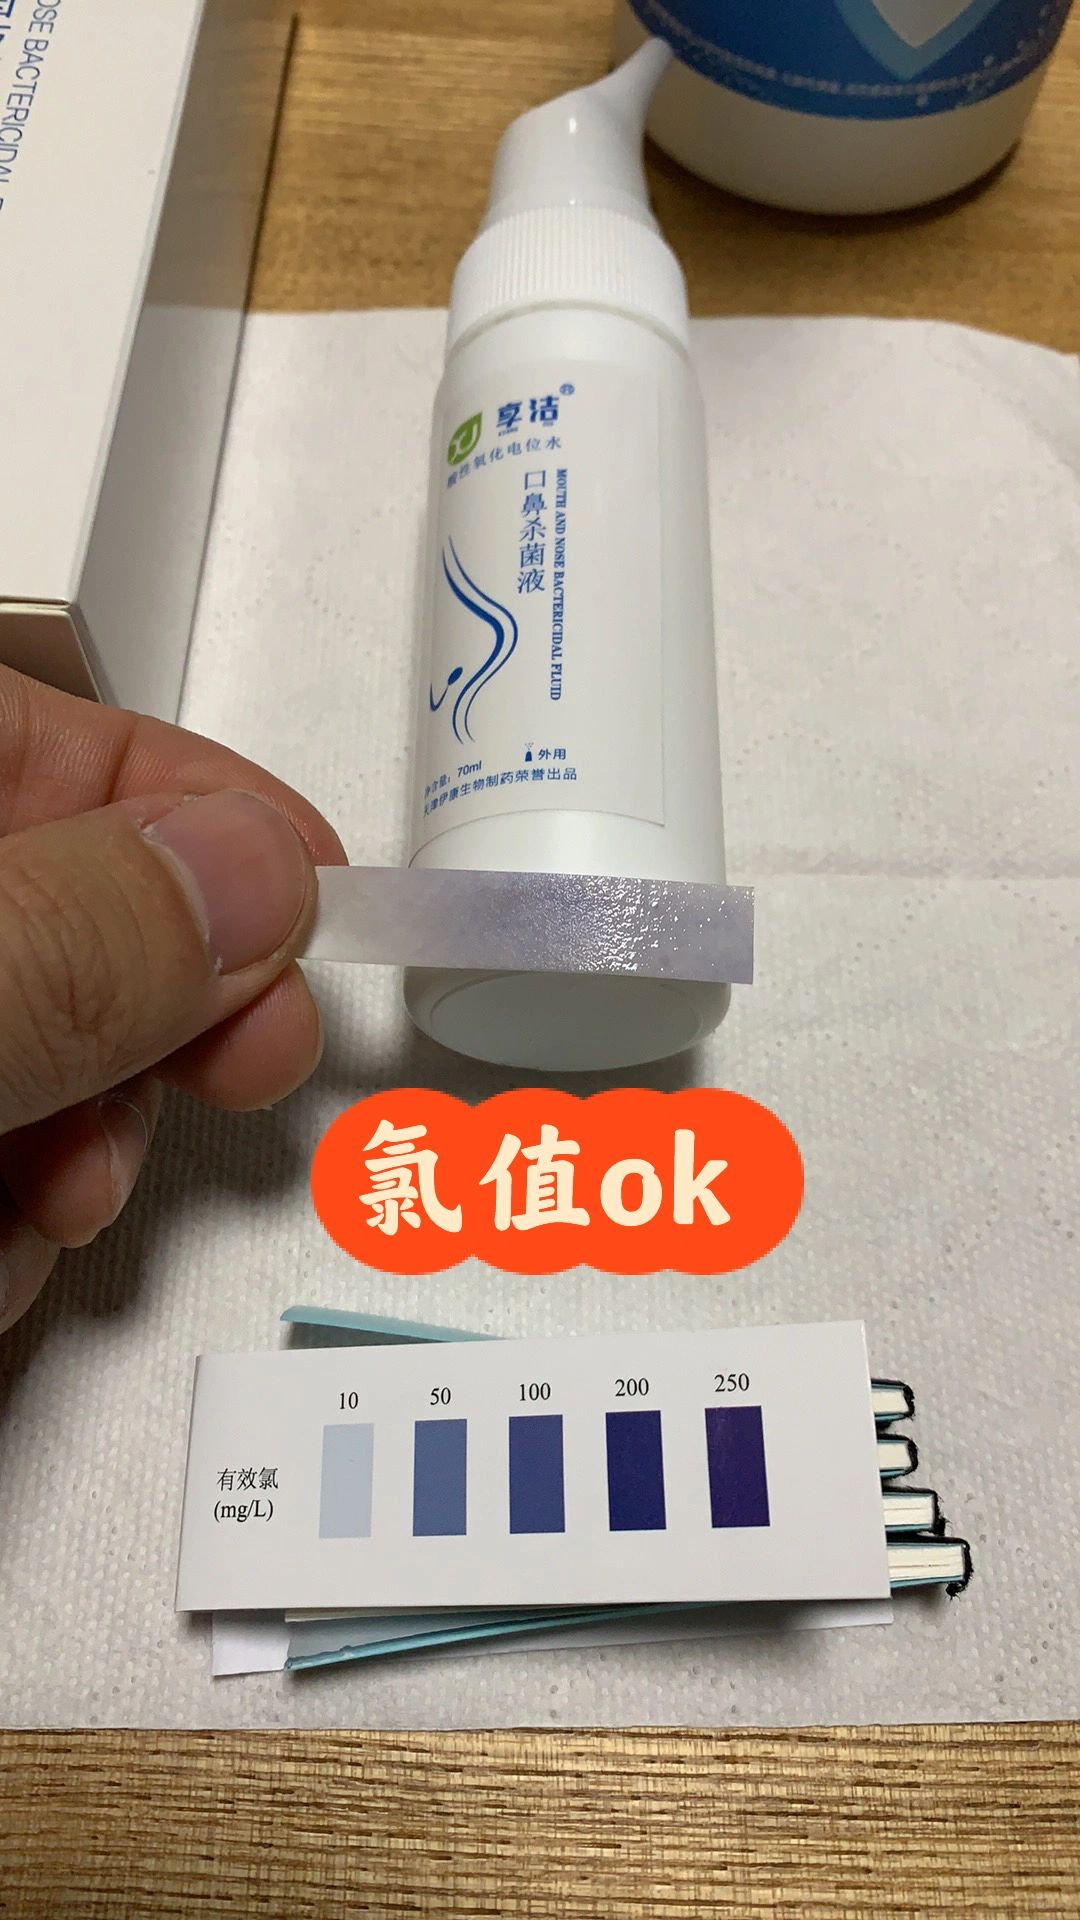 OSE BACTERICIDAL
享洁®
XJ
酸性氧化电位水
口鼻杀菌液
MOUTH AND NOSE BACTERICIDAL FLUID
外用
净含量：70ml
天津伊康生物制药荣誉出品
氯值ok
10 50 100 200 250
有效氯
(mg/L)